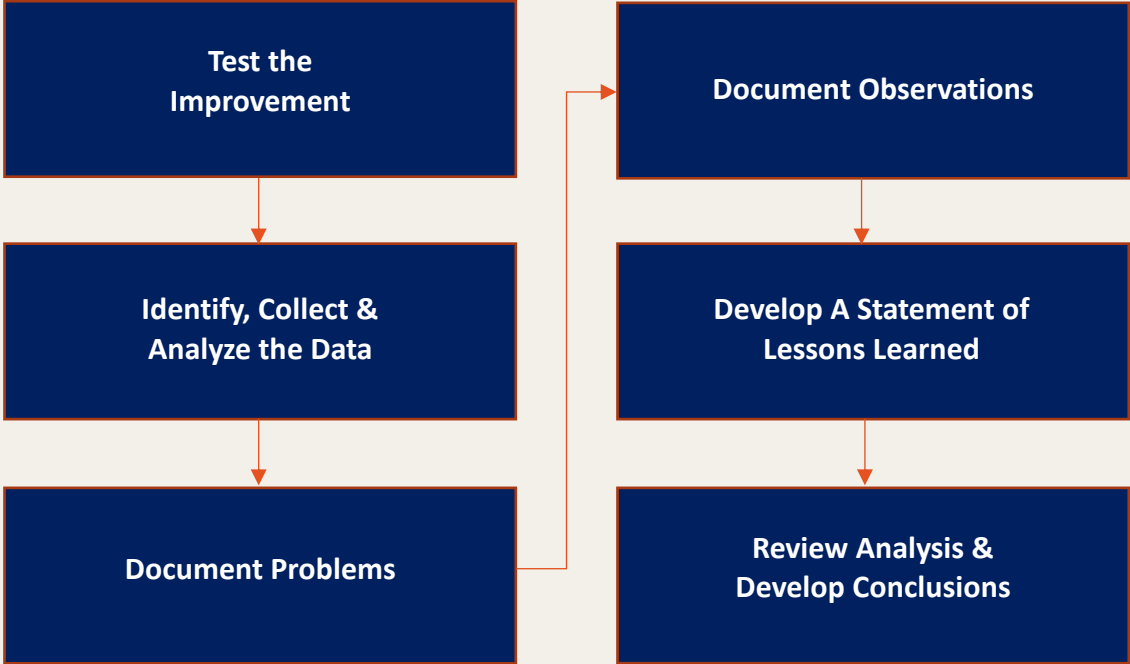 Test the
Improvement
Identify, Collect &
Analyze the Data
Document Problems
Document Observations
Develop A Statement of
Lessons Learned
Review Analysis &
Develop Conclusions